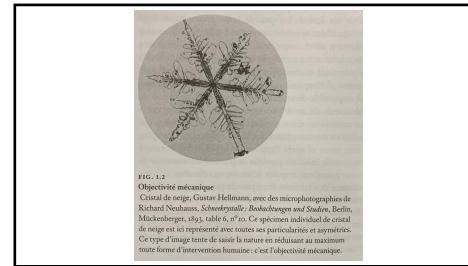 FIG. 1.2
Objectivité mécanique
Cristal de neige, Gustav Hellmann, avec des microphotographies de
Richard Neuhauss, Schneekrystalle: Beobachtungen und Studien, Berlin,
Mückenberger, 1893, table 6, n°10. Ce spécimen individuel de cristal
de neige est ici représenté avec toutes ses particularités et asymétries.
Ce type d'image tente de saisir la nature en réduisant au maximum
toute forme d'intervention humaine : c'est l'objectivité mécanique.